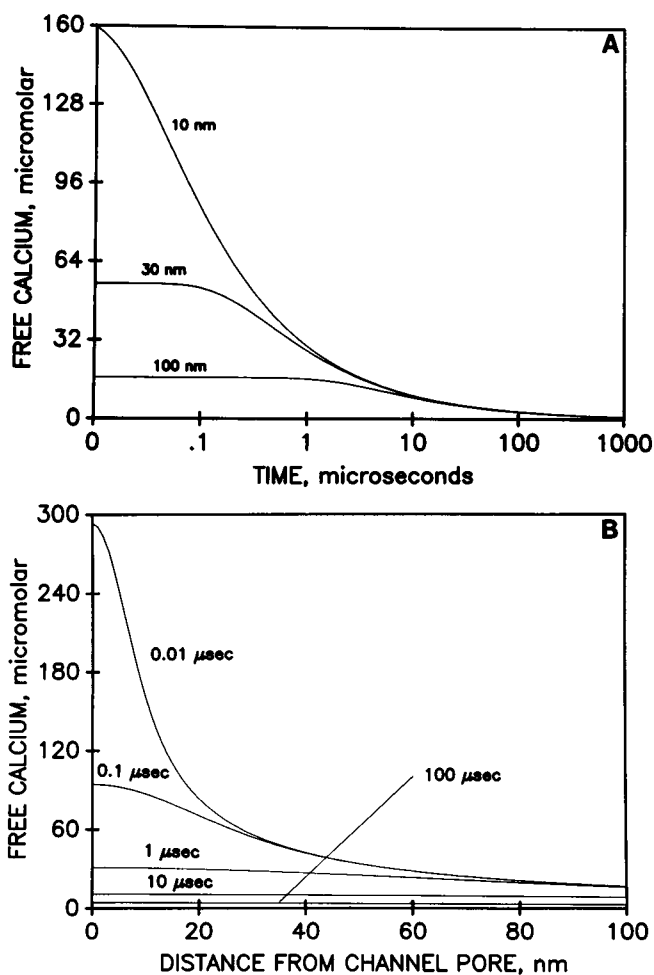 A
FREE CALCIUM, micromolar
160
128
96
64
32
0
10 nm
30 nm
100 nm
0 .1 1 10 100 1000
TIME, microseconds
B
FREE CALCIUM, micromolar
300
240
180
120
60
0
0.01 μsec
0.1 μsec
100 μsec
1 μsec
10 μsec
0 20 40 60 80 100
DISTANCE FROM CHANNEL PORE, nm